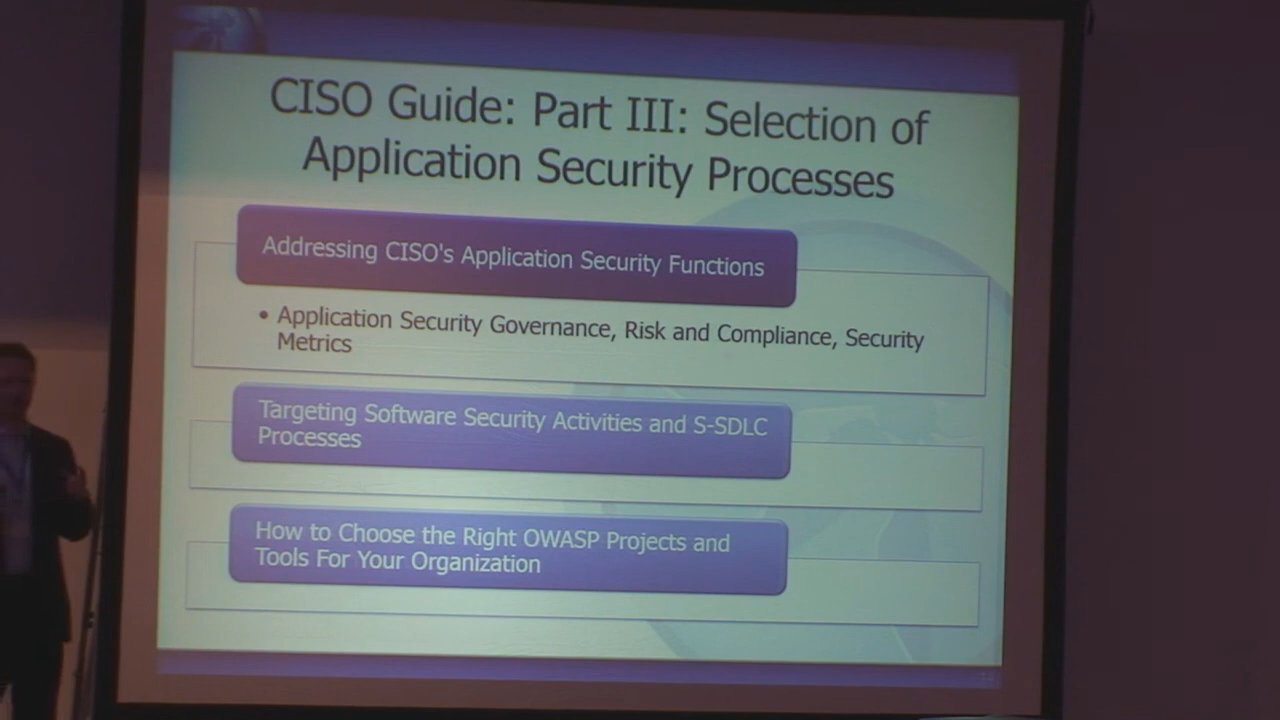 CISO Guide: Part III: Selection of
Application Security Processes
Addressing CISO's Application Security Functions
• Application Security Governance, Risk and Compliance, Security
Metrics
Targeting Software Security Activities and S-SDLC
Processes
How to Choose the Right OWASP Projects and
Tools For Your Organization